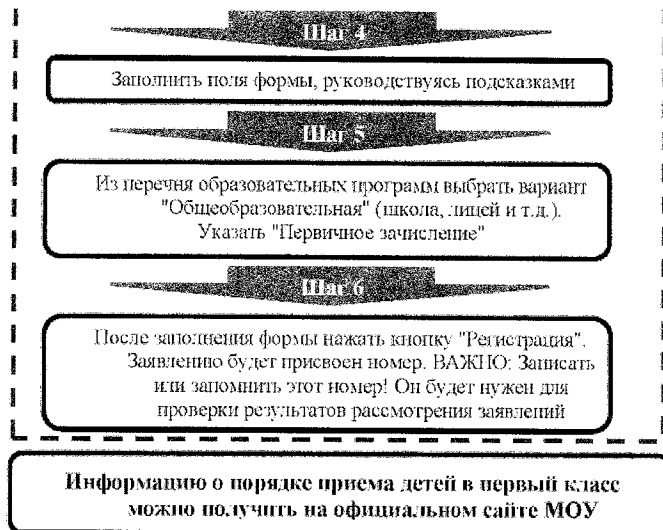 Шаг 4
Заполнить поля формы, руководствуясь подсказками
Шаг 5
Из перечня образовательных программ выбрать вариант
"Общеобразовательная" (школа, лицей и т.д.).
Указать "Первичное зачисление"
Шаг 6
После заполнения формы нажать кнопку "Регистрация".
Заявлению будет присвоен номер. ВАЖНО: Записать
или запомнить этот номер! Он будет нужен для
проверки результатов рассмотрения заявлений
Информацию о порядке приема детей в первый класс
можно получить на официальном сайте МОУ